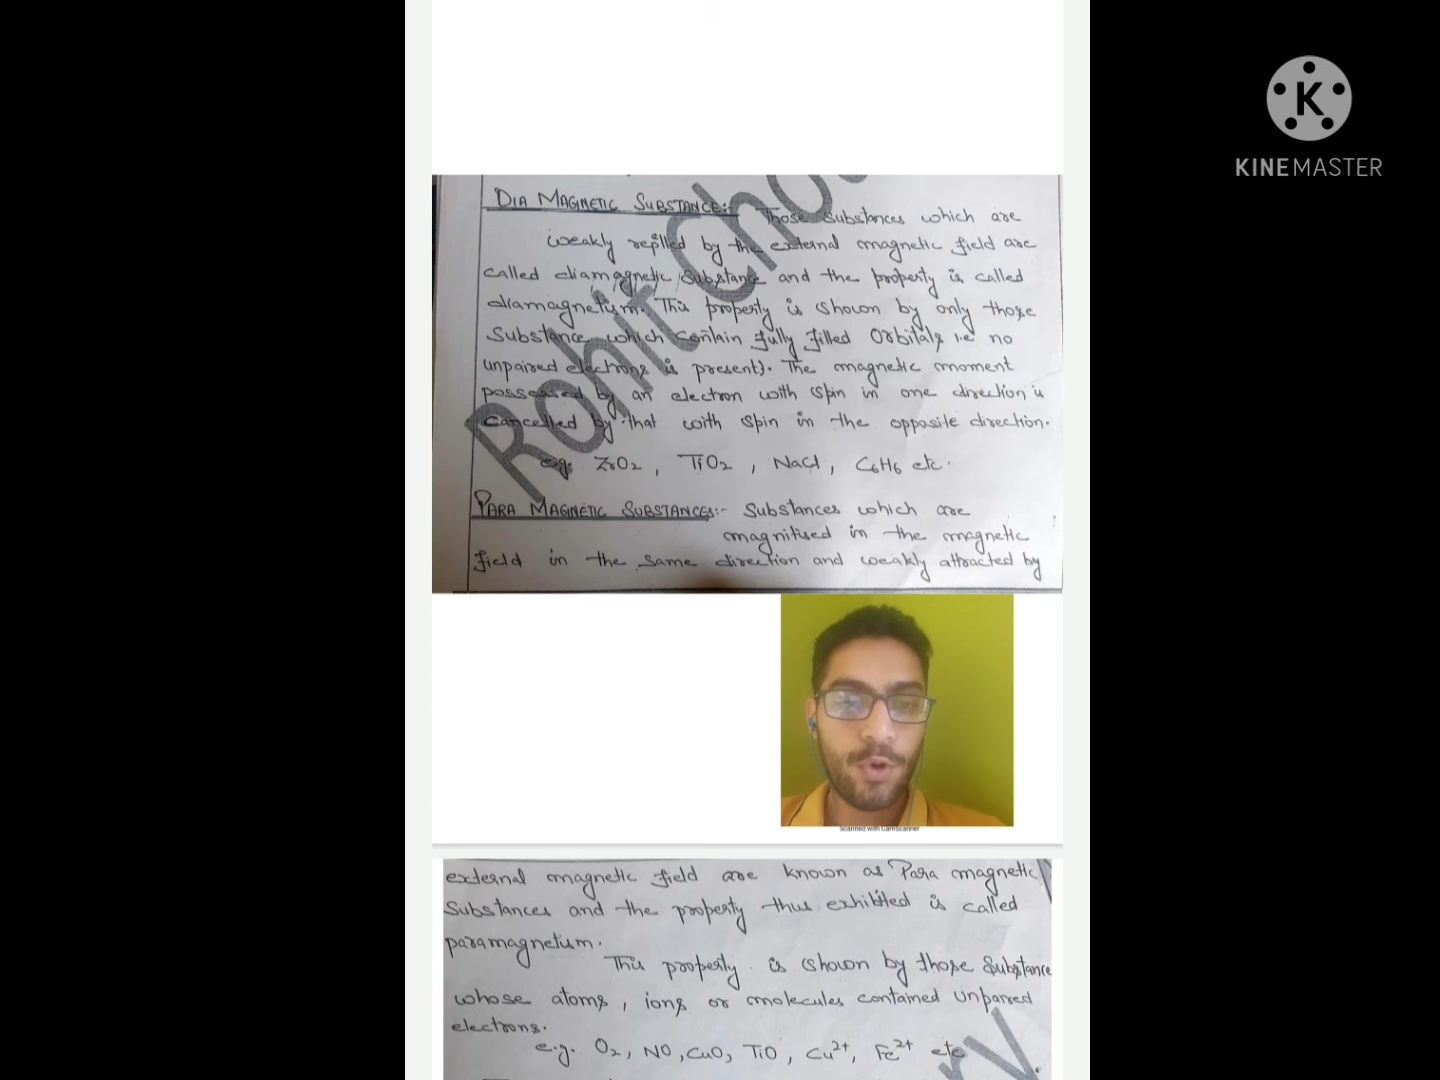 K
KINEMASTER
DIA MAGNETIC SUBSTANCE:- Those substances which are
weakly replled by the external magnetic field are
called diamagnetic substance and the property is called
diamagnetism. This property is shown by only those
Substance which contain fully filled Orbitals i.e no
unpaired electrons is present). The magnetic moment
possessed by an electron with spin in one direction is
cancelled by that with spin in the opposite direction.
e.g. ZrO2, TiO2, NaCl, C6H6 etc.
PARA MAGNETIC SUBSTANCES:- Substances which are
magnitised in the magnetic
field in the same direction and weakly attracted by
Scanned with CamScanner
external magnetic field are known as Para magnetic
Substances and the property thus exhibited is called
paramagnetism.
This property is shown by those Substance
whose atoms, ions or molecules contained unpaired
electrons.
e.g. O2, NO, CuO, TiO, Cu2+, Fe2+ etc